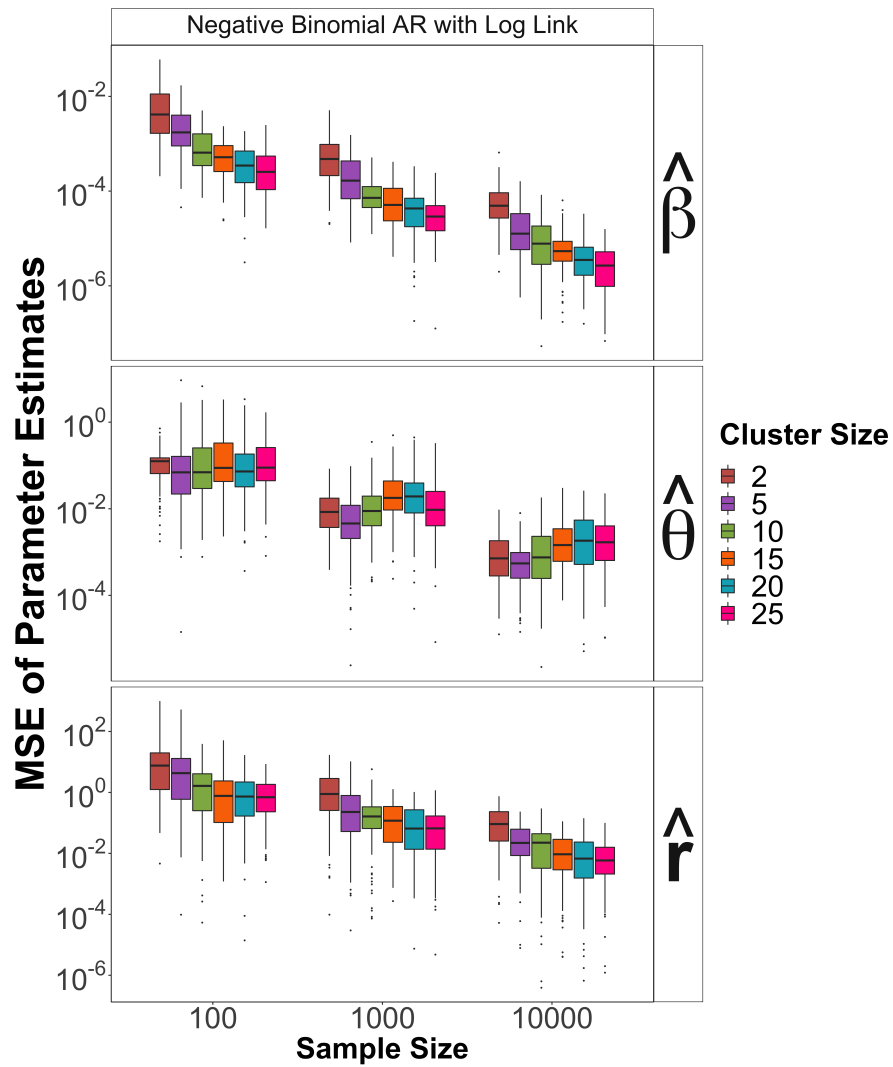 Negative Binomial AR with Log Link
MSE of Parameter Estimates
10^-2
10^-4
10^-6
β̂
10^0
10^-2
10^-4
θ̂
10^2
10^0
10^-2
10^-4
10^-6
r̂
100 1000 10000
Sample Size
Cluster Size
2
5
10
15
20
25